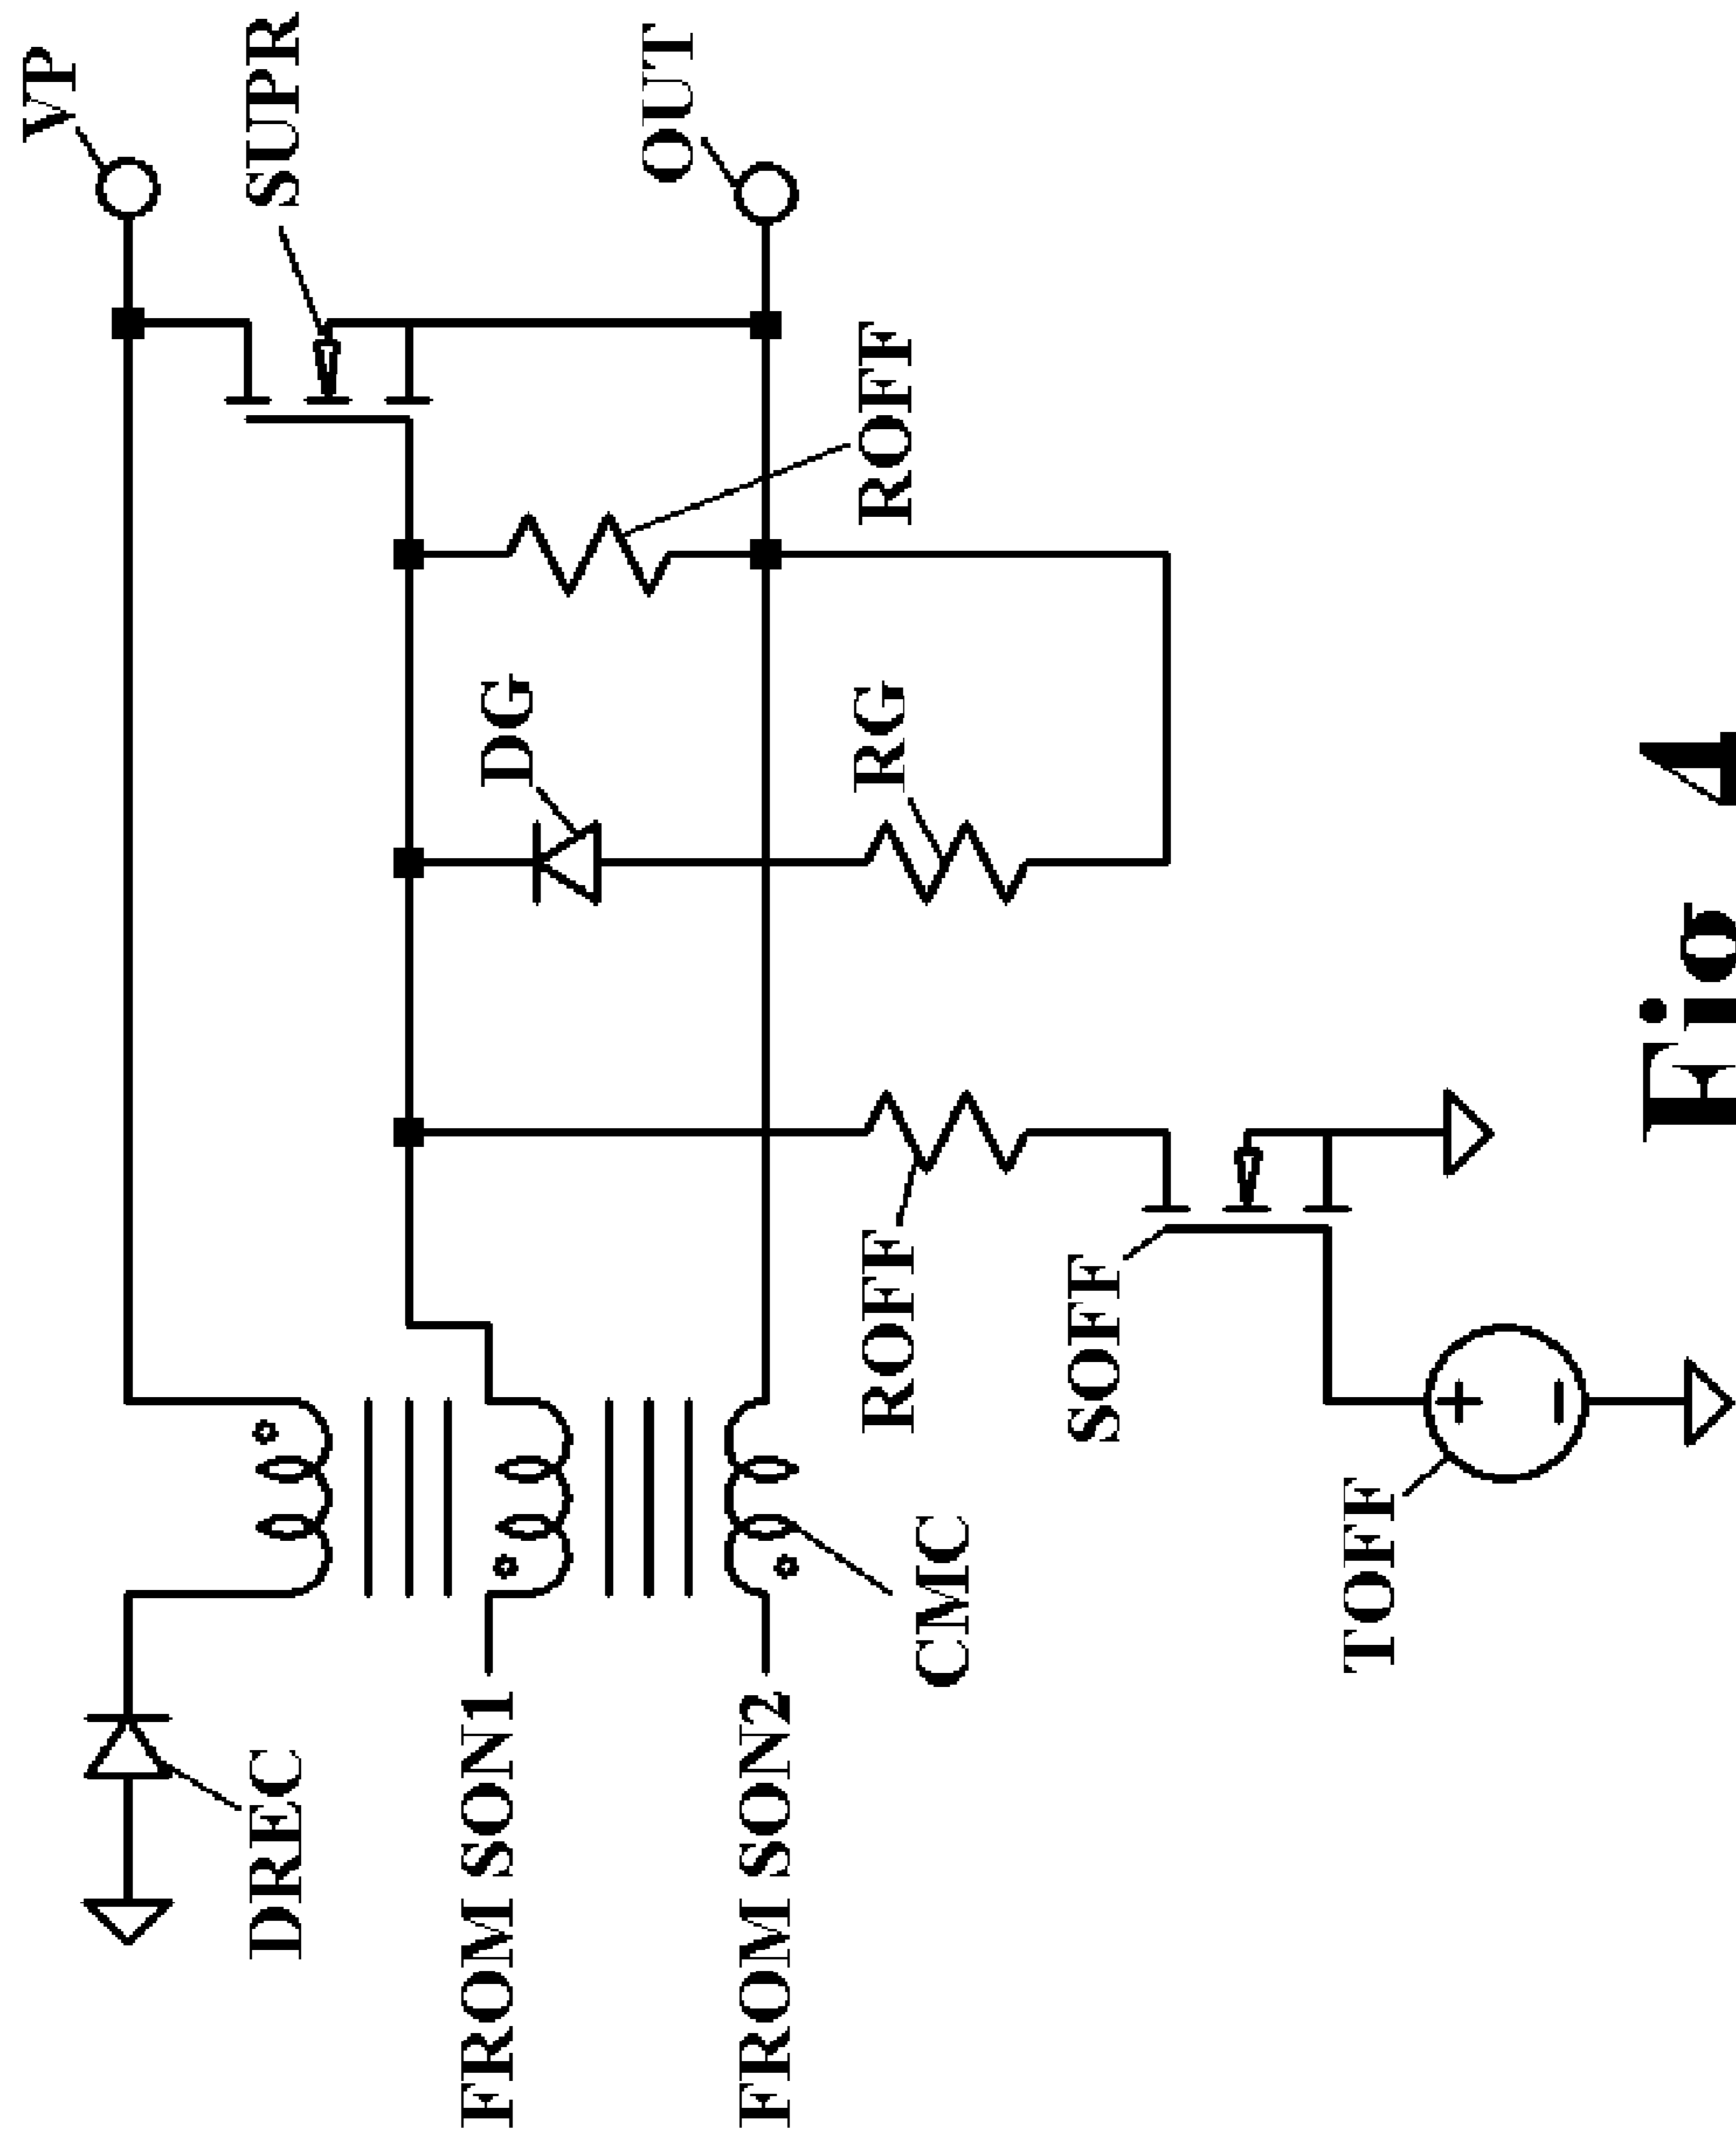 VP
SUPR
OUT
ROFF
DG
RG
ROFF
SOFF
TOFF
CMC
DREC
FROM SON1
FROM SON2
Fig 4